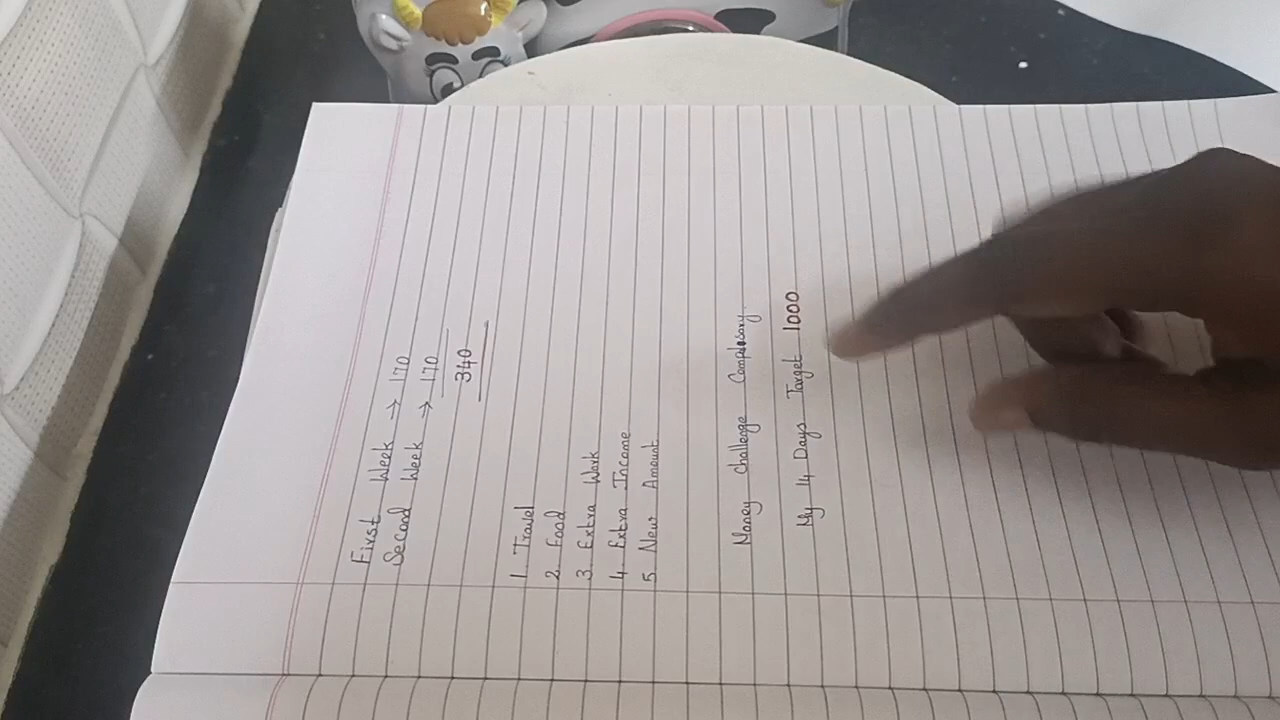 First Week → 170
Second Week → 170
340
1. Travel
2. Food
3. Extra Work
4. Extra Income
5. New Amount
Money Challenge Complusory
My 14 Days Target 1000